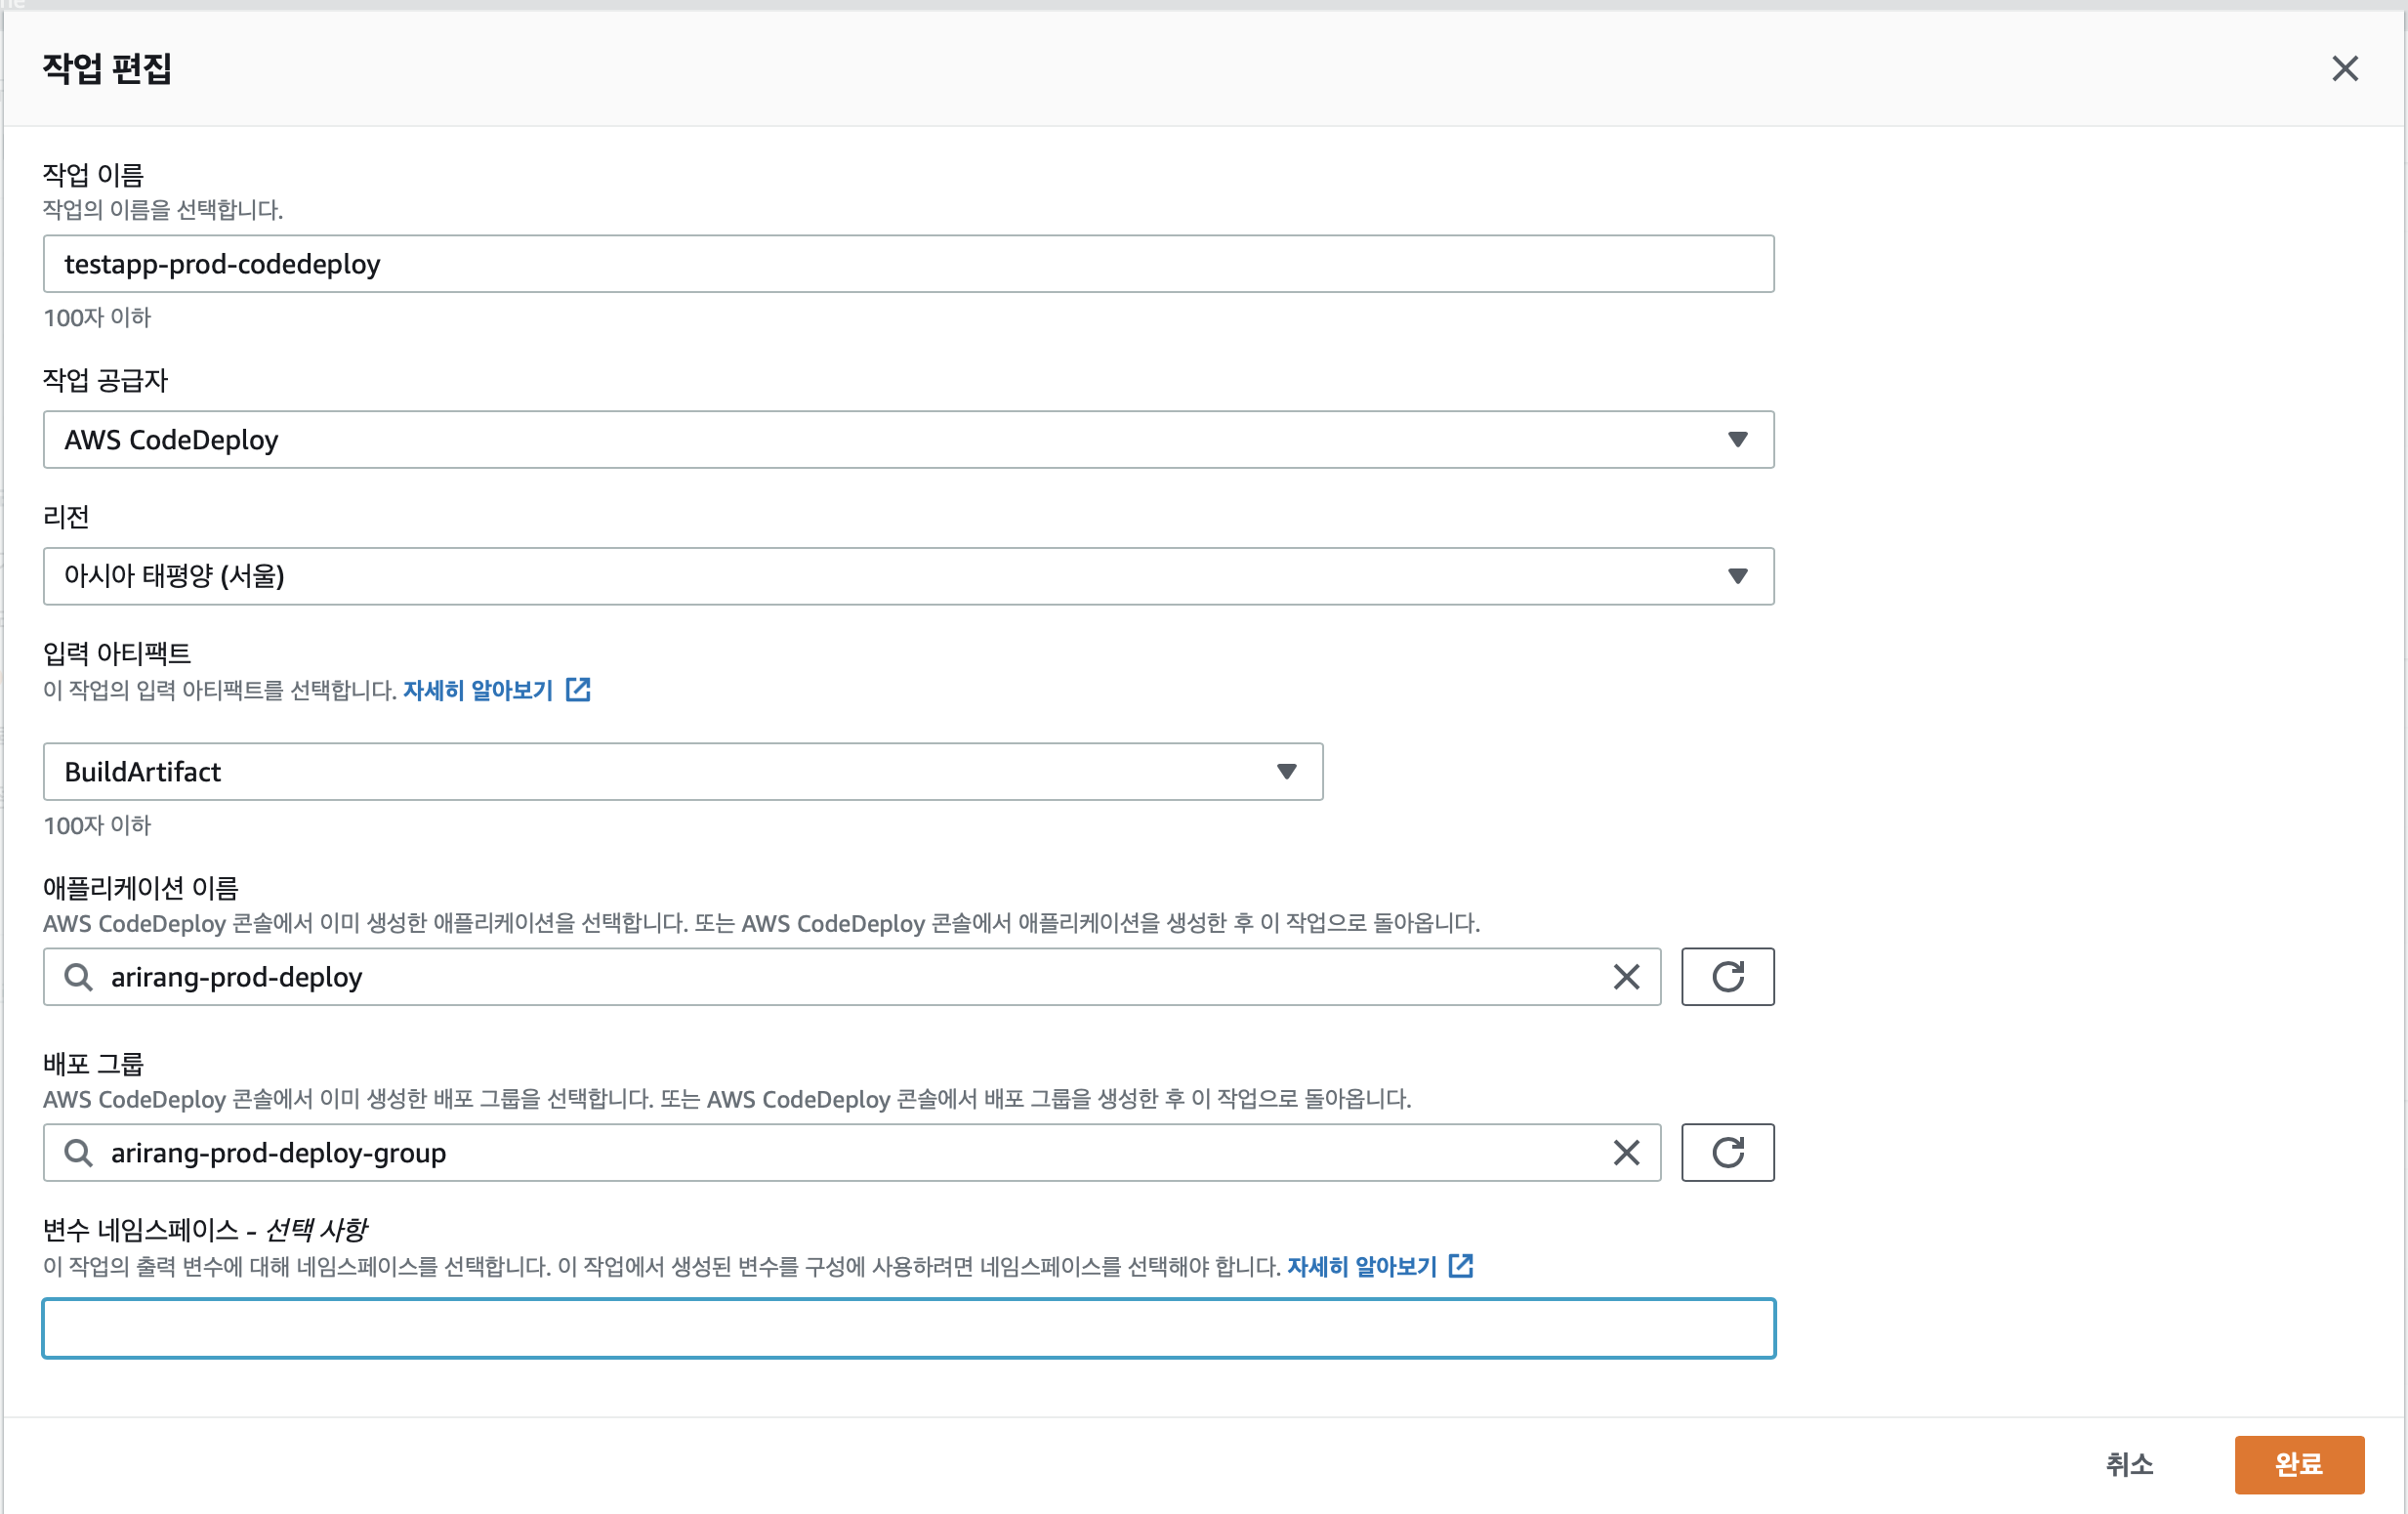 작업 편집
작업 이름
작업의 이름을 선택합니다.
testapp-prod-codedeploy
100자 이하
작업 공급자
AWS CodeDeploy
리전
아시아 태평양 (서울)
입력 아티팩트
이 작업의 입력 아티팩트를 선택합니다. 자세히 알아보기
BuildArtifact
100자 이하
애플리케이션 이름
AWS CodeDeploy 콘솔에서 이미 생성한 애플리케이션을 선택합니다. 또는 AWS CodeDeploy 콘솔에서 애플리케이션을 생성한 후 이 작업으로 돌아옵니다.
arirang-prod-deploy
배포 그룹
AWS CodeDeploy 콘솔에서 이미 생성한 배포 그룹을 선택합니다. 또는 AWS CodeDeploy 콘솔에서 배포 그룹을 생성한 후 이 작업으로 돌아옵니다.
arirang-prod-deploy-group
변수 네임스페이스 - 선택 사항
이 작업의 출력 변수에 대해 네임스페이스를 선택합니다. 이 작업에서 생성된 변수를 구성에 사용하려면 네임스페이스를 선택해야 합니다. 자세히 알아보기
취소
완료